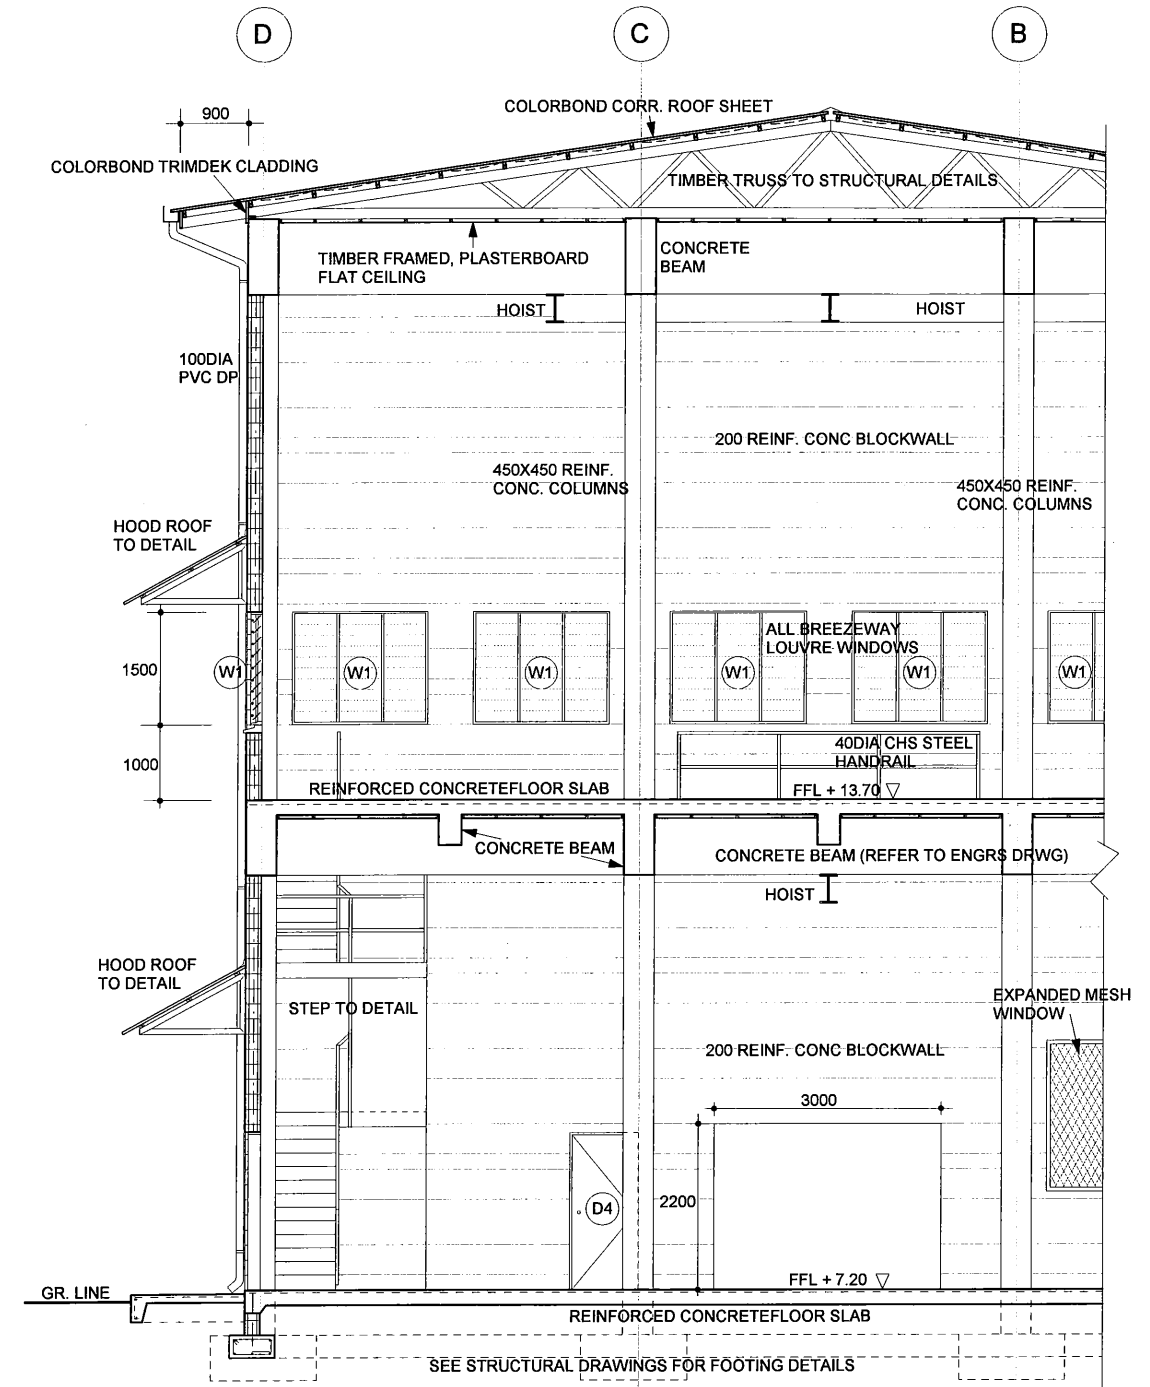 D
C
B
COLORBOND CORR. ROOF SHEET
900
COLORBOND TRIMDEK CLADDING
TIMBER TRUSS TO STRUCTURAL DETAILS
TIMBER FRAMED, PLASTERBOARD
FLAT CEILING
CONCRETE
BEAM
HOIST
HOIST
100DIA
PVC DP
200 REINF. CONC BLOCKWALL
450X450 REINF.
CONC. COLUMNS
450X450 REINF.
CONC. COLUMNS
HOOD ROOF
TO DETAIL
ALL BREEZEWAY
LOUVRE WINDOWS
1500
W1
W1
W1
W1
W1
W1
1000
40DIA CHS STEEL
HANDRAIL
REINFORCED CONCRETEFLOOR SLAB
FFL + 13.70
CONCRETE BEAM
CONCRETE BEAM (REFER TO ENGRS DRWG)
HOIST
HOOD ROOF
TO DETAIL
STEP TO DETAIL
EXPANDED MESH
WINDOW
200 REINF. CONC BLOCKWALL
3000
2200
D4
FFL + 7.20
GR. LINE
REINFORCED CONCRETEFLOOR SLAB
SEE STRUCTURAL DRAWINGS FOR FOOTING DETAILS